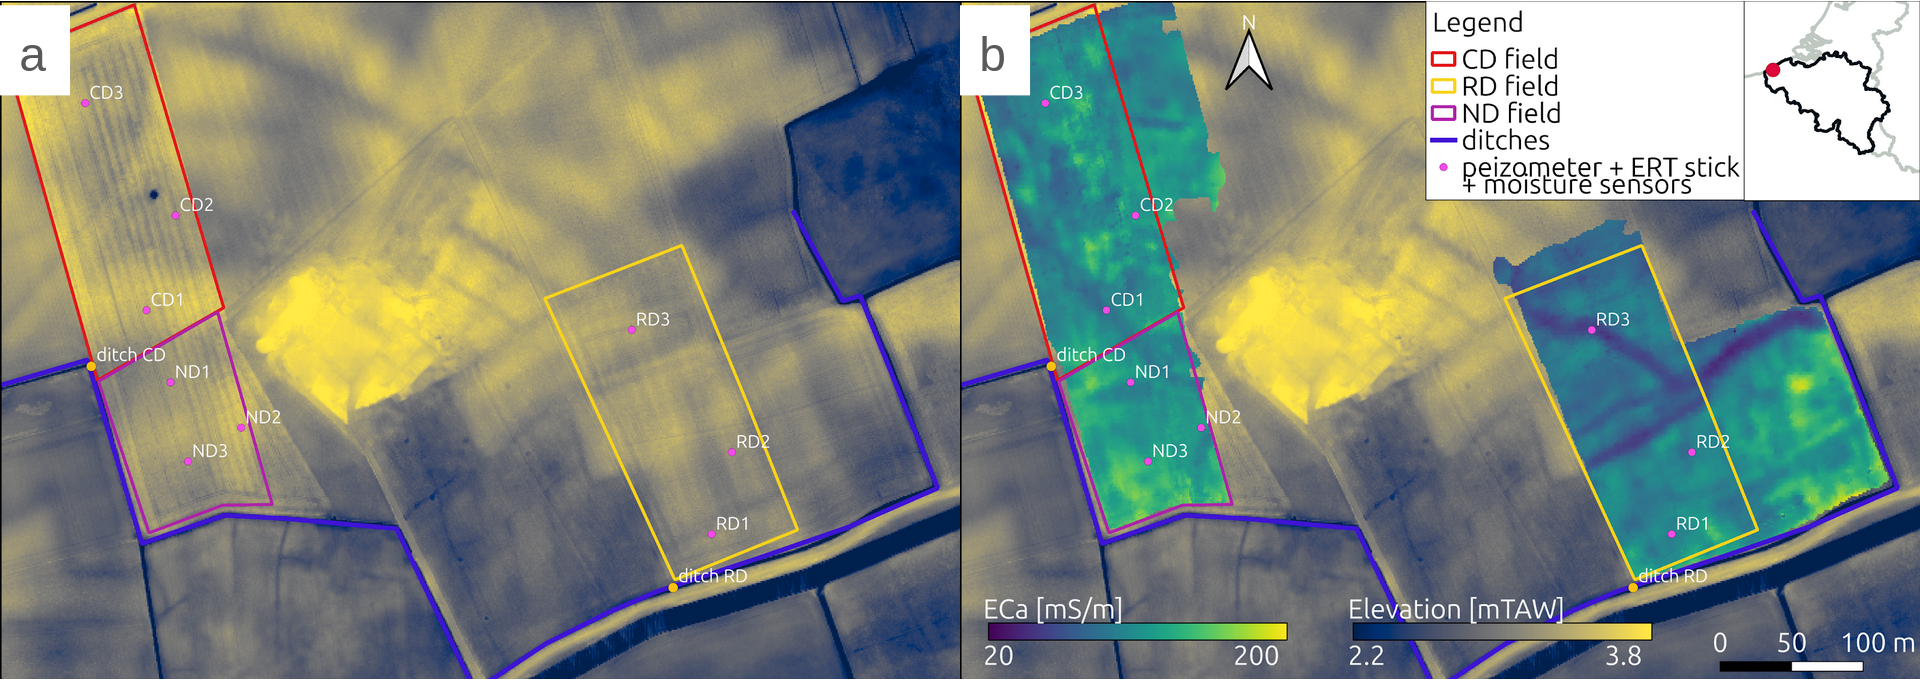 a
CD3
CD2
CD1
ditch CD
ND1
ND2
ND3
RD3
RD2
RD1
ditch RD
b
N
CD3
CD2
CD1
ditch CD
ND1
ND2
ND3
RD3
RD2
RD1
ditch RD
Legend
CD field
RD field
ND field
ditches
peizometer + ERT stick
+ moisture sensors
ECa [mS/m]
20 200
Elevation [mTAW]
2.2 3.8
0 50 100 m